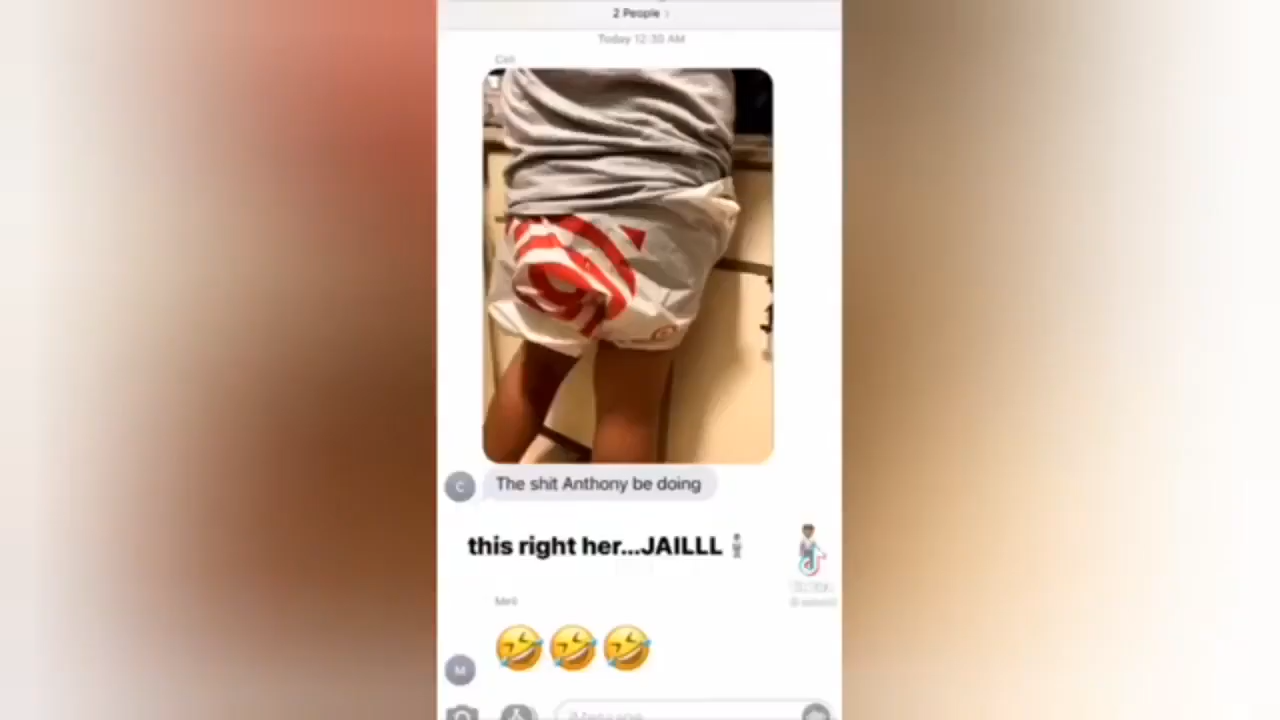 2 People
Today 12:30 AM
The shit Anthony be doing
C
this right her...JAILLL
M